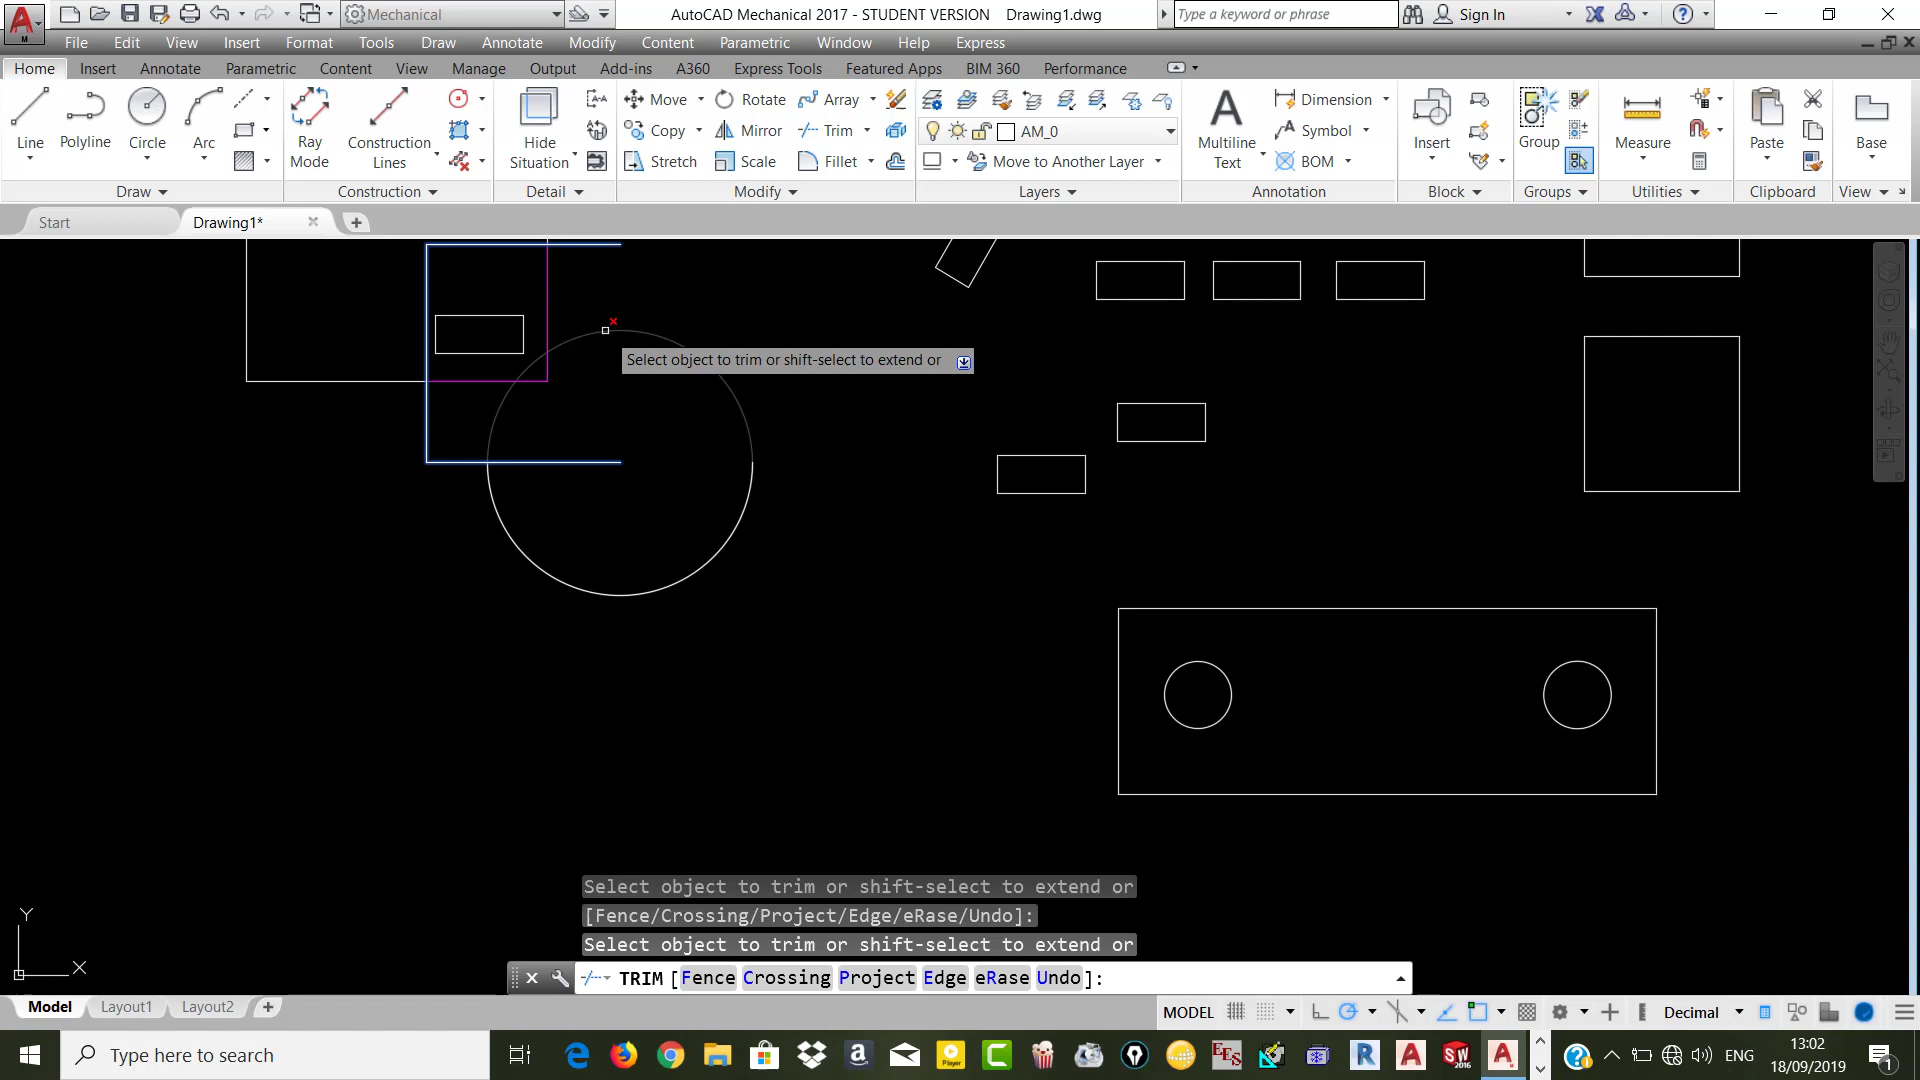 Mechanical
AutoCAD Mechanical 2017 - STUDENT VERSION Drawing1.dwg
Type a keyword or phrase
Sign In
File Edit View Insert Format Tools Draw Annotate Modify Content Parametric Window Help Express
Home Insert Annotate Parametric Content View Manage Output Add-ins A360 Express Tools Featured Apps BIM 360 Performance
Line
Polyline
Circle
Arc
Ray
Mode
Construction
Lines
Hide
Situation
Move Rotate Array
Copy Mirror Trim
Stretch Scale Fillet
AM_0
Move to Another Layer
Multiline
Text
Dimension
Symbol
BOM
Insert
Group
Measure
Paste
Base
Draw Construction Detail Modify Layers Annotation Block Groups Utilities Clipboard View
Start Drawing1*
Select object to trim or shift-select to extend or
Select object to trim or shift-select to extend or
[Fence/Crossing/Project/Edge/eRase/Undo]:
Select object to trim or shift-select to extend or
TRIM [Fence Crossing Project Edge eRase Undo]:
Y
X
Model Layout1 Layout2
MODEL
Decimal
Type here to search
Player
EES
SW
2016
ENG
13:02
18/09/2019
1